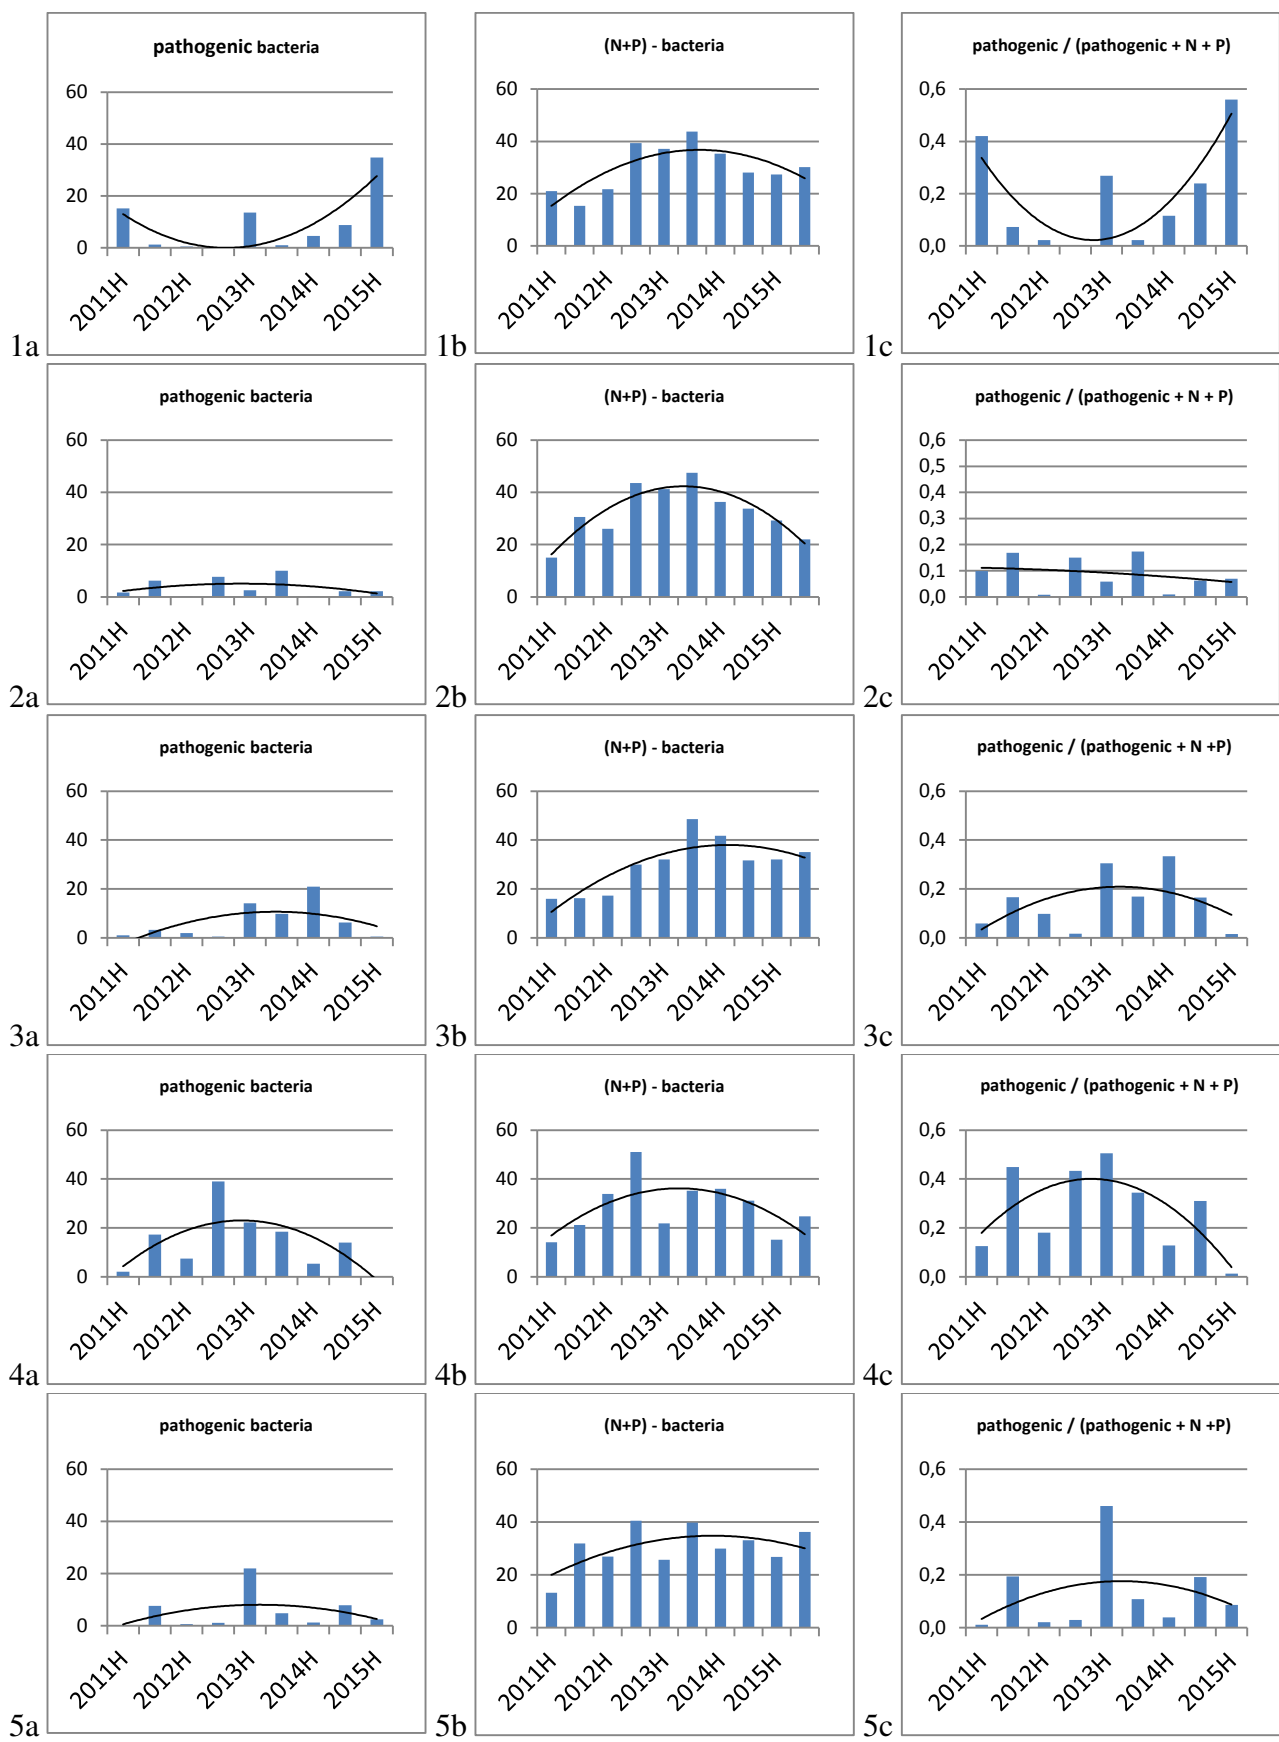 pathogenic bacteria
60
40
20
0
2011H
2012H
2013H
2014H
2015H
1a
(N+P) - bacteria
60
40
20
0
2011H
2012H
2013H
2014H
2015H
1b
pathogenic / (pathogenic + N + P)
0,6
0,4
0,2
0,0
2011H
2012H
2013H
2014H
2015H
1c
pathogenic bacteria
60
40
20
0
2011H
2012H
2013H
2014H
2015H
2a
(N+P) - bacteria
60
40
20
0
2011H
2012H
2013H
2014H
2015H
2b
pathogenic / (pathogenic + N + P)
0,6
0,5
0,4
0,3
0,2
0,1
0,0
2011H
2012H
2013H
2014H
2015H
2c
pathogenic bacteria
60
40
20
0
2011H
2012H
2013H
2014H
2015H
3a
(N+P) - bacteria
60
40
20
0
2011H
2012H
2013H
2014H
2015H
3b
pathogenic / (pathogenic + N +P)
0,6
0,4
0,2
0,0
2011H
2012H
2013H
2014H
2015H
3c
pathogenic bacteria
60
40
20
0
2011H
2012H
2013H
2014H
2015H
4a
(N+P) - bacteria
60
40
20
0
2011H
2012H
2013H
2014H
2015H
4b
pathogenic / (pathogenic + N + P)
0,6
0,4
0,2
0,0
2011H
2012H
2013H
2014H
2015H
4c
pathogenic bacteria
60
40
20
0
2011H
2012H
2013H
2014H
2015H
5a
(N+P) - bacteria
60
40
20
0
2011H
2012H
2013H
2014H
2015H
5b
pathogenic / (pathogenic + N +P)
0,6
0,4
0,2
0,0
2011H
2012H
2013H
2014H
2015H
5c